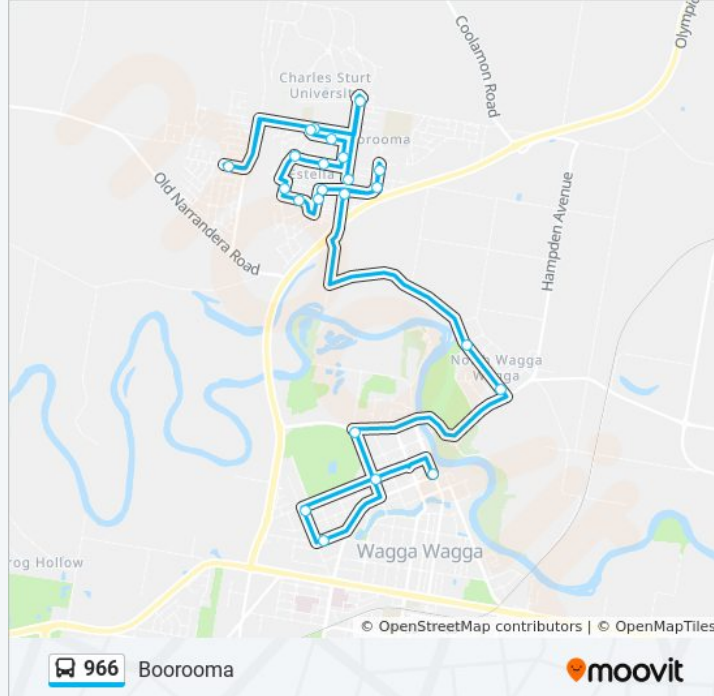 Coolamon Road
Olympic
Charles Sturt
University
Boorooma
Estella
Old Narrandera Road
Hampden Avenue
North Wagga
Wagga
Wagga Wagga
rog Hollow
© OpenStreetMap contributors | © OpenMapTiles
966 Boorooma
moovit